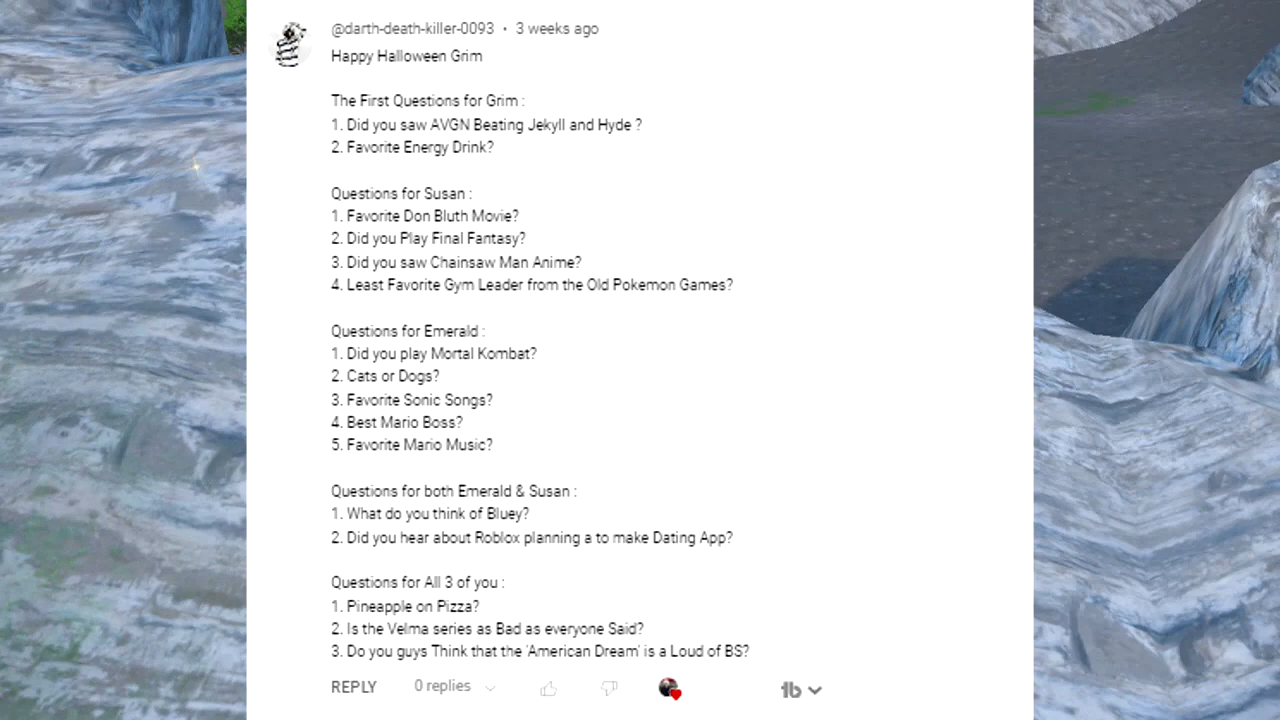 @darth-death-killer-0093 • 3 weeks ago
Happy Halloween Grim
The First Questions for Grim :
1. Did you saw AVGN Beating Jekyll and Hyde ?
2. Favorite Energy Drink?
Questions for Susan :
1. Favorite Don Bluth Movie?
2. Did you Play Final Fantasy?
3. Did you saw Chainsaw Man Anime?
4. Least Favorite Gym Leader from the Old Pokemon Games?
Questions for Emerald :
1. Did you play Mortal Kombat?
2. Cats or Dogs?
3. Favorite Sonic Songs?
4. Best Mario Boss?
5. Favorite Mario Music?
Questions for both Emerald & Susan :
1. What do you think of Bluey?
2. Did you hear about Roblox planning a to make Dating App?
Questions for All 3 of you :
1. Pineapple on Pizza?
2. Is the Velma series as Bad as everyone Said?
3. Do you guys Think that the 'American Dream' is a Loud of BS?
REPLY 0 replies tb